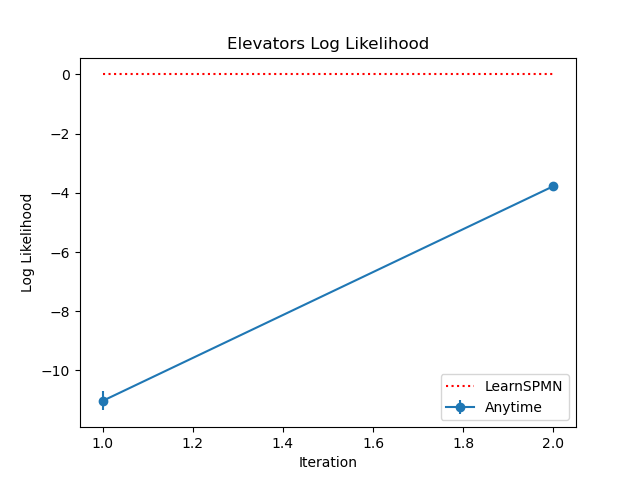 Elevators Log Likelihood
Log Likelihood
0
−2
−4
−6
−8
−10
LearnSPMN
Anytime
1.0 1.2 1.4 1.6 1.8 2.0
Iteration